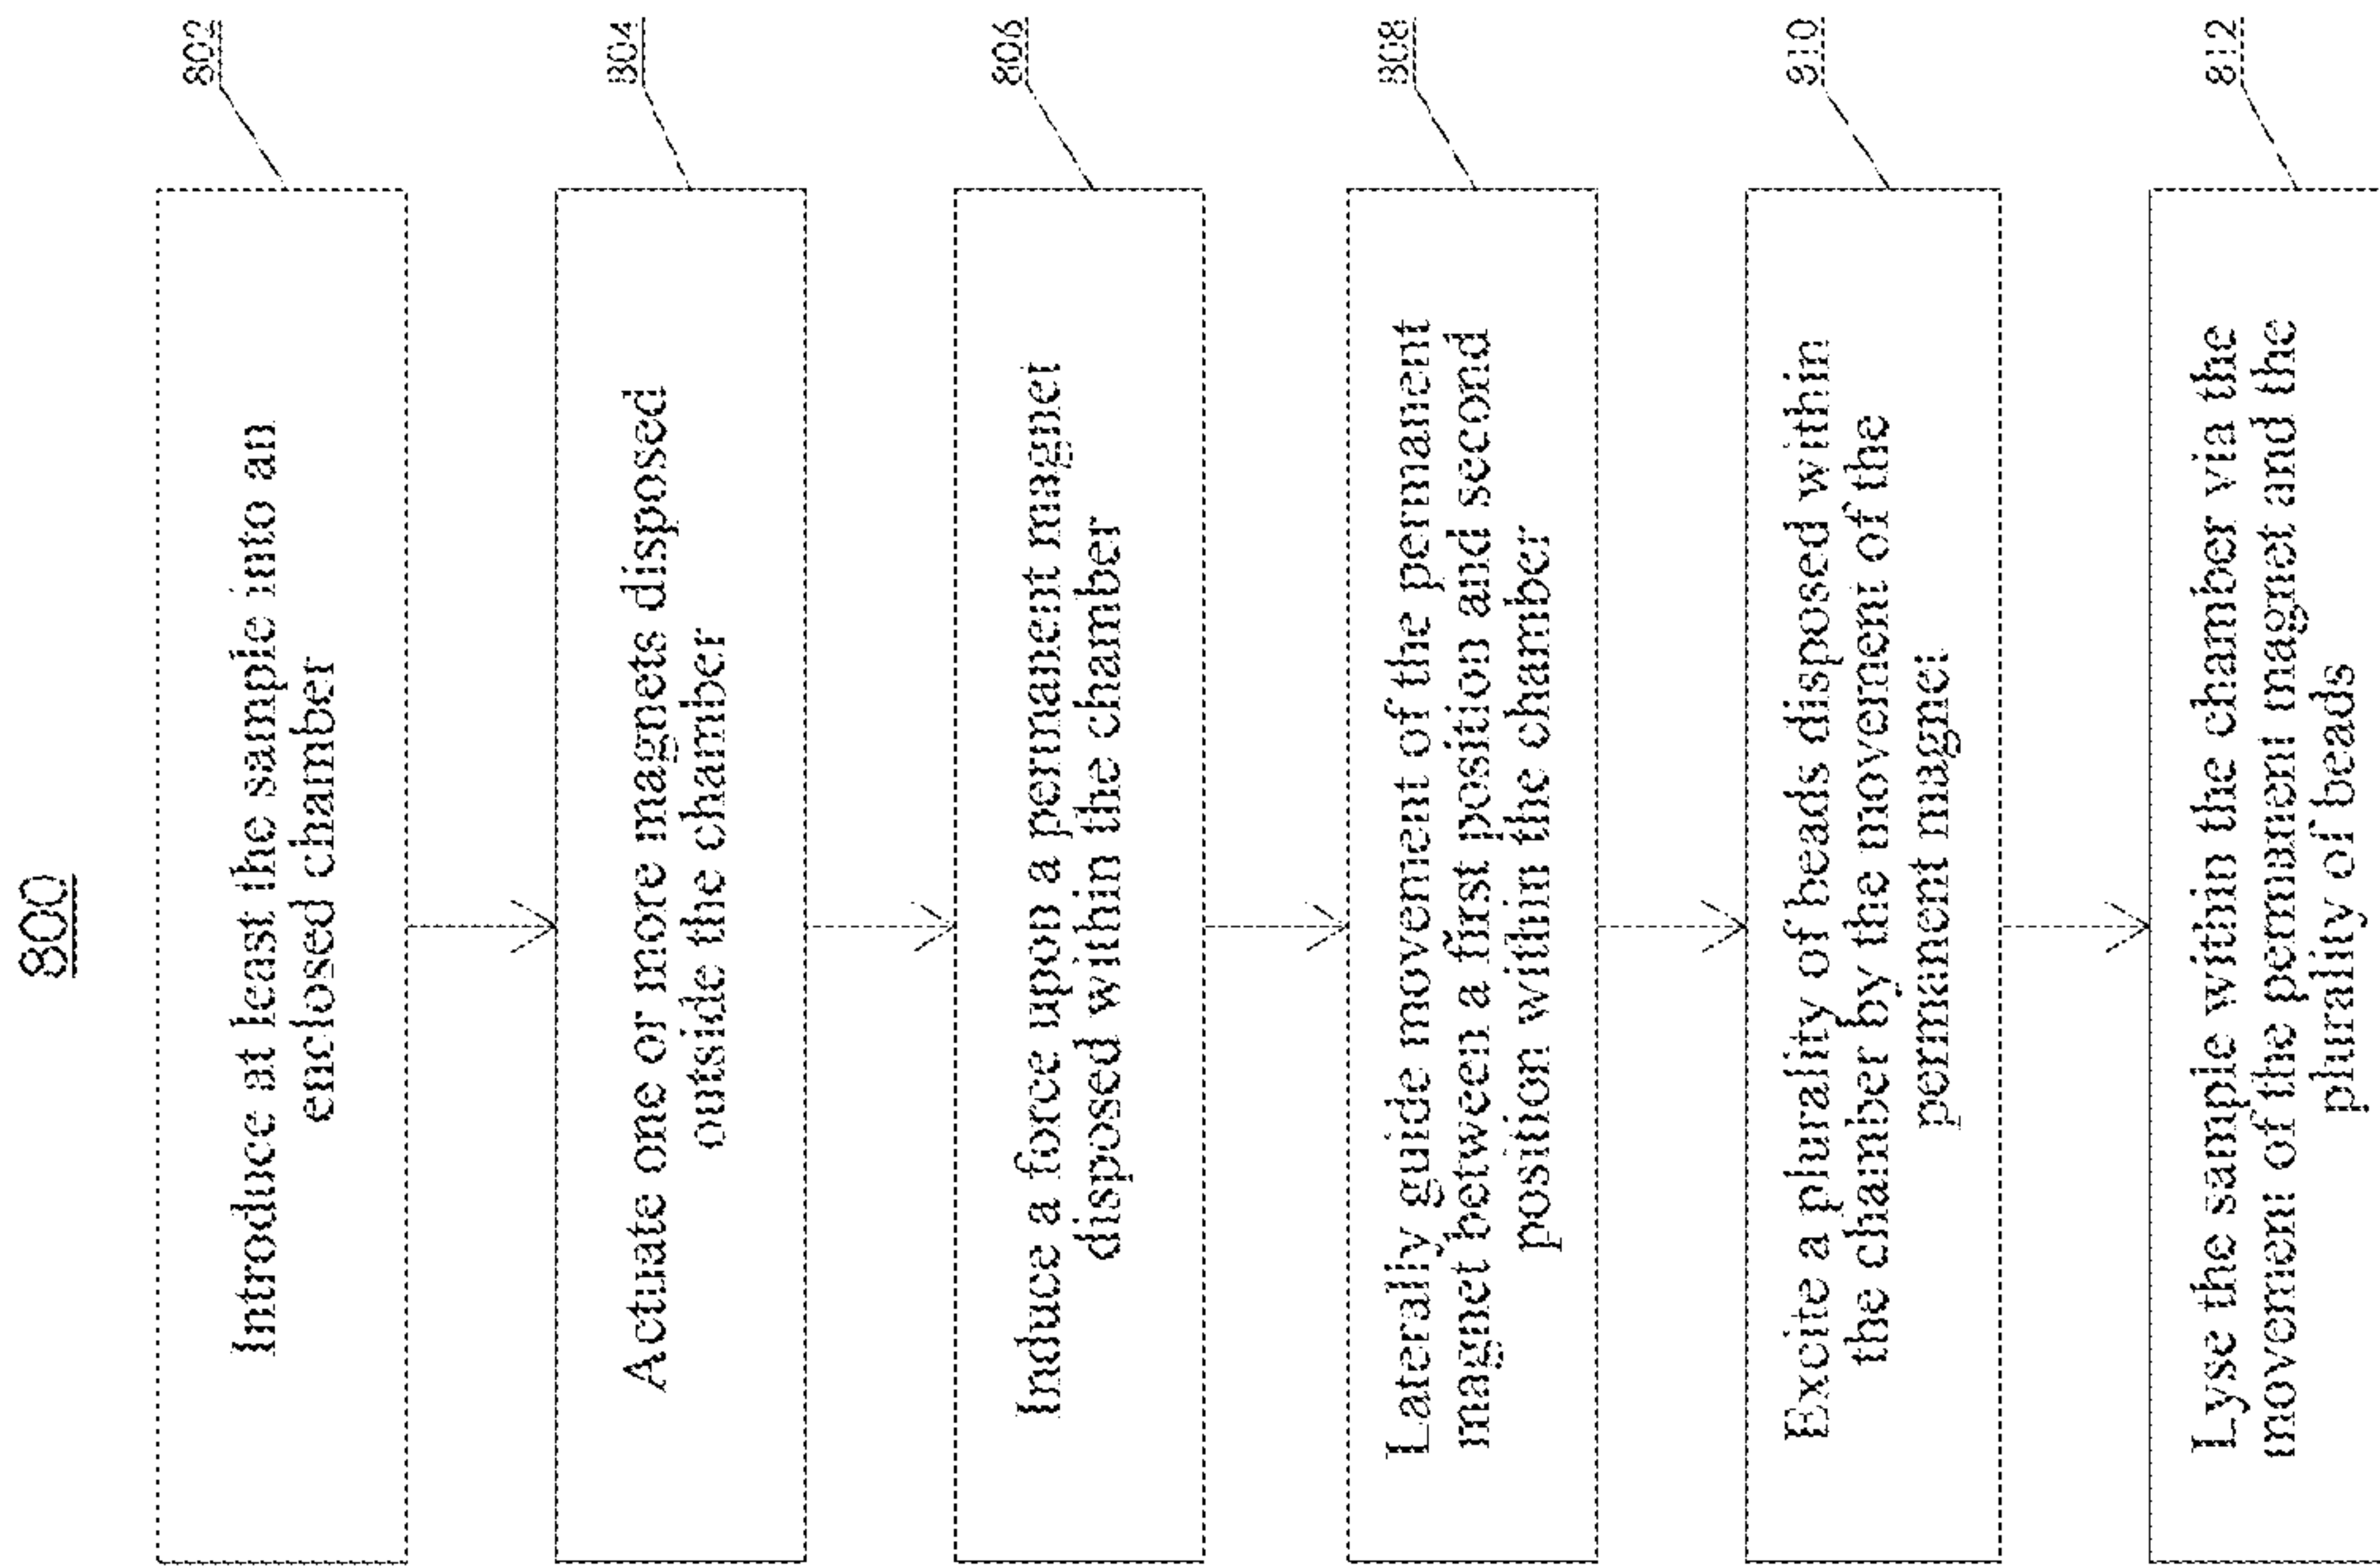 800
802
Introduce at least the sample into an
enclosed chamber
804
Actuate one or more magnets disposed
outside the chamber
806
Induce a force upon a permanent magnet
disposed within the chamber
808
Laterally guide movement of the permanent
magnet between a first position and second
position within the chamber
810
Excite a plurality of beads disposed within
the chamber by the movement of the
permanent magnet
812
Lyse the sample within the chamber via the
movement of the permanent magnet and the
plurality of beads